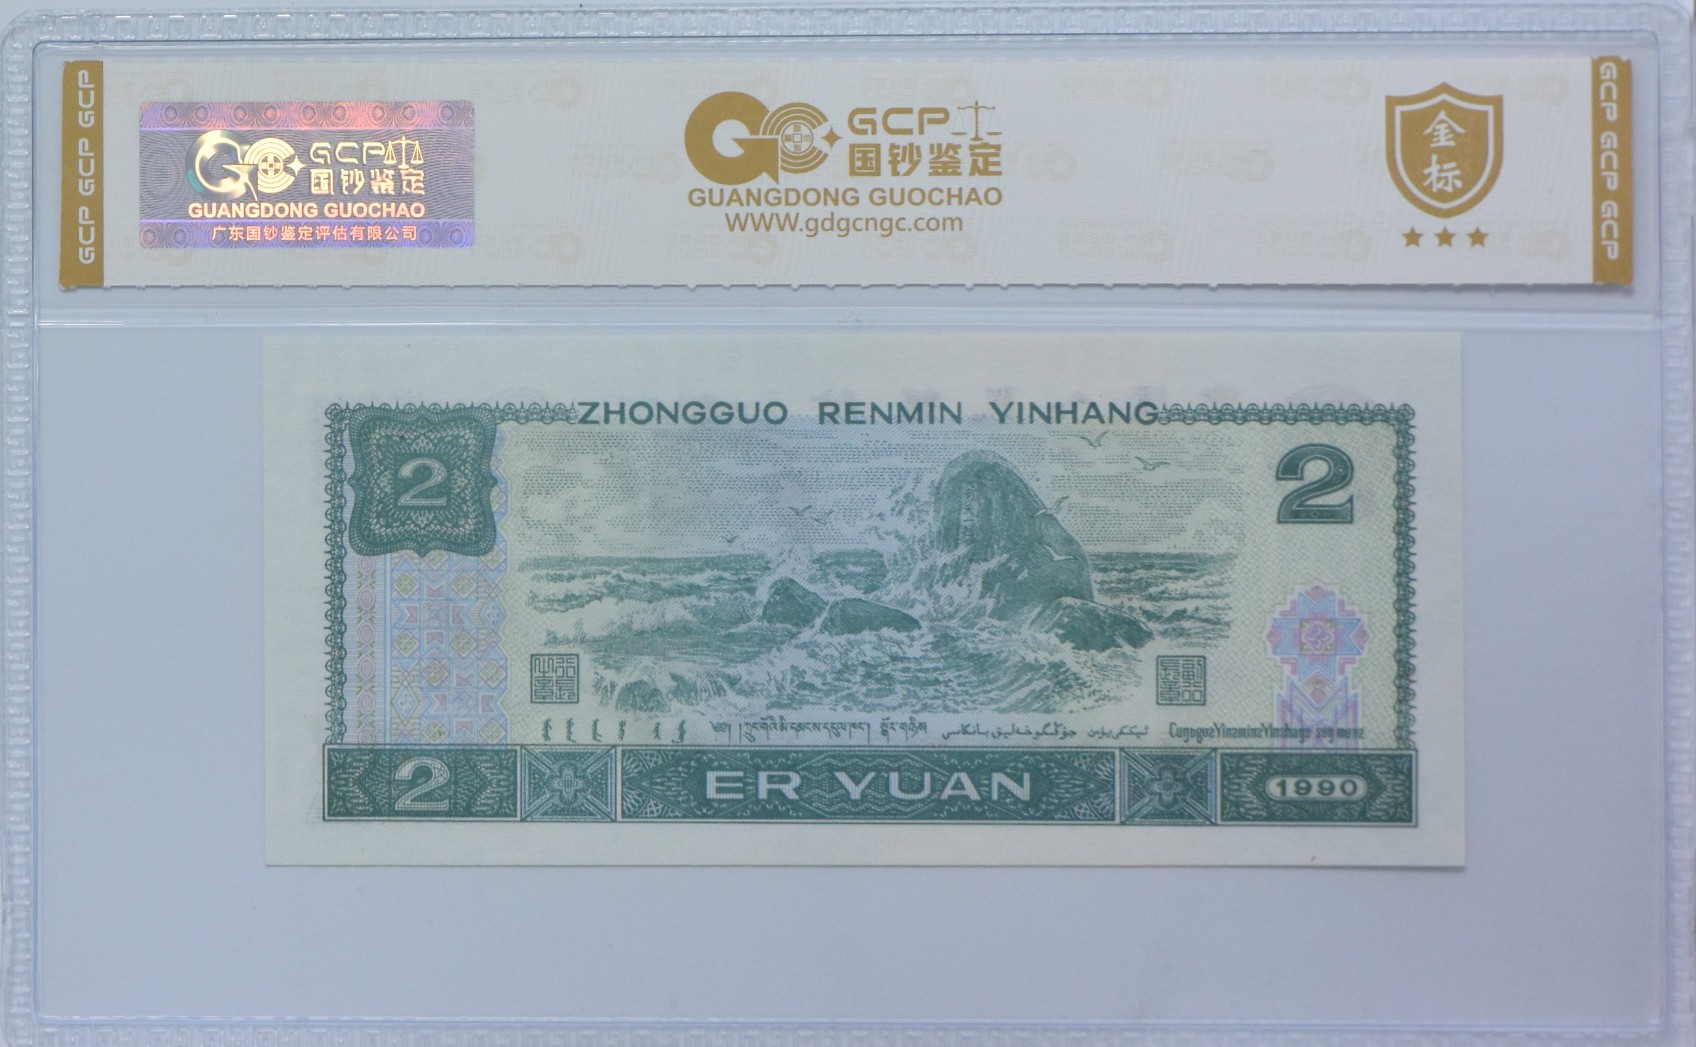 GCP GCP GCP
GCP
国钞鉴定
GUANGDONG GUOCHAO
广东国钞鉴定评估有限公司
GCP
国钞鉴定
GUANGDONG GUOCHAO
WWW.gdgcngc.com
金
标
GCP GCP GCP
ZHONGGUO RENMIN YINHANG
2
2
2
ER YUAN
1990